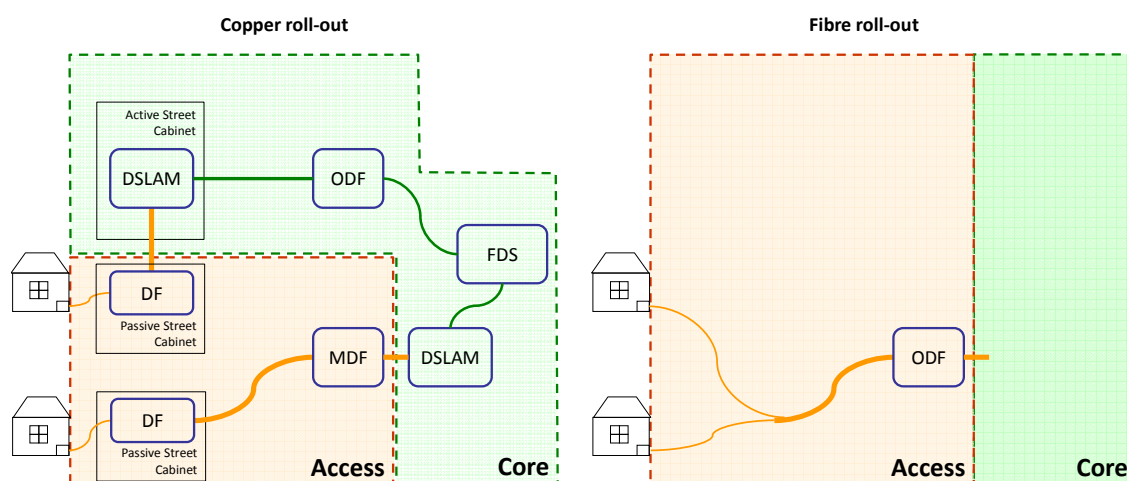 Copper roll-out
Active Street
Cabinet
DSLAM
ODF
FDS
DF
Passive Street
Cabinet
MDF
DSLAM
DF
Passive Street
Cabinet
Access
Core
Fibre roll-out
ODF
Access
Core